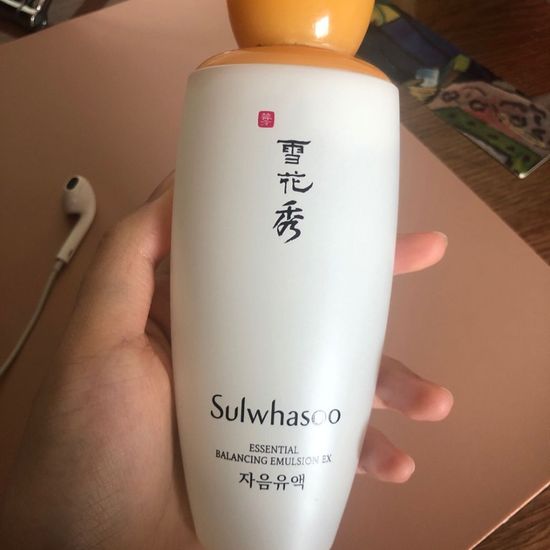 雪
花
秀
Sulwhasoo
ESSENTIAL
BALANCING EMULSION EX
자음유액